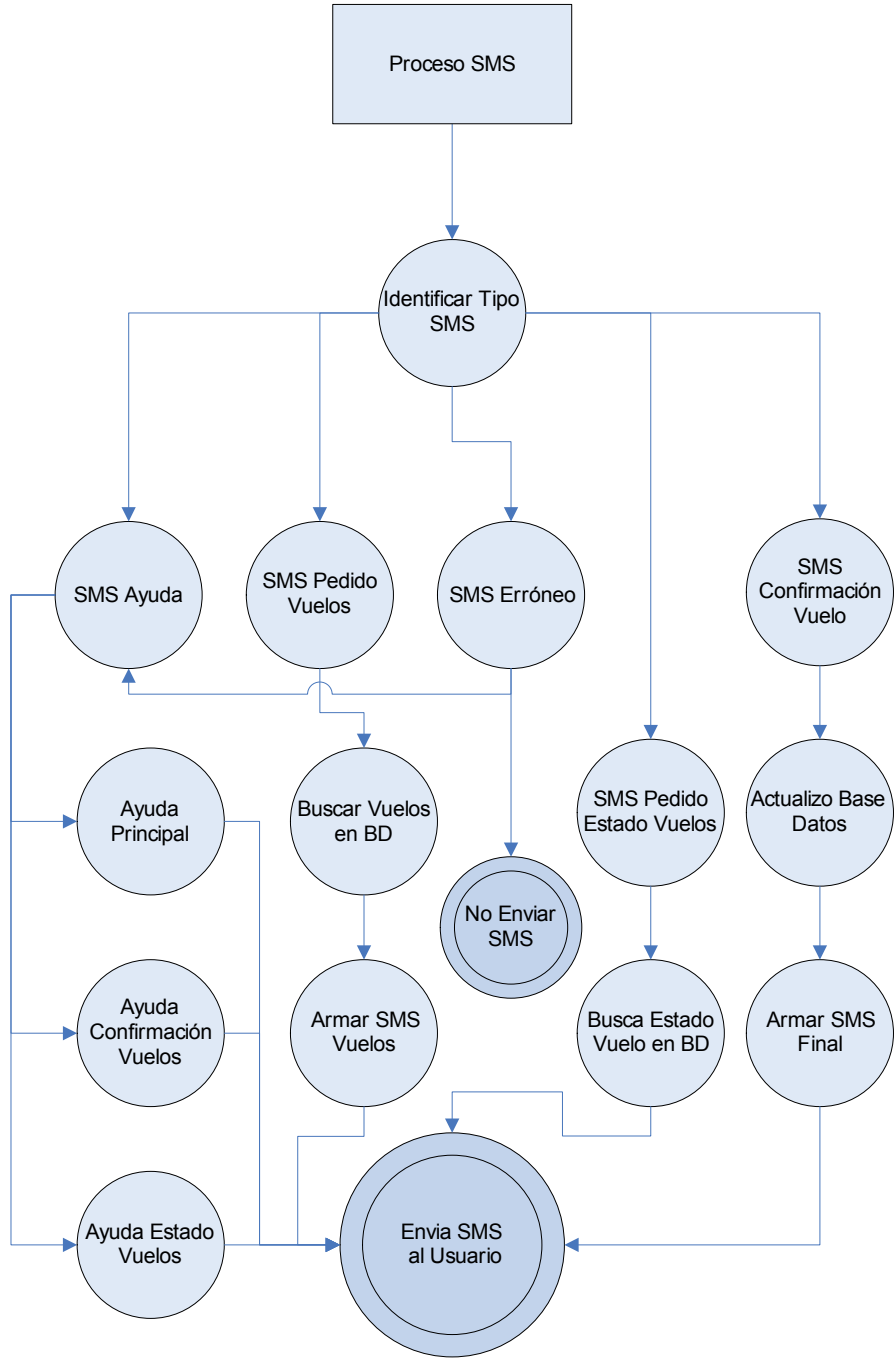 Proceso SMS
Identificar Tipo
SMS
SMS Ayuda
SMS Pedido
Vuelos
SMS Erróneo
SMS
Confirmación
Vuelo
Ayuda
Principal
Buscar Vuelos
en BD
SMS Pedido
Estado Vuelos
Actualizo Base
Datos
No Enviar
SMS
Ayuda
Confirmación
Vuelos
Armar SMS
Vuelos
Busca Estado
Vuelo en BD
Armar SMS
Final
Ayuda Estado
Vuelos
Envia SMS
al Usuario